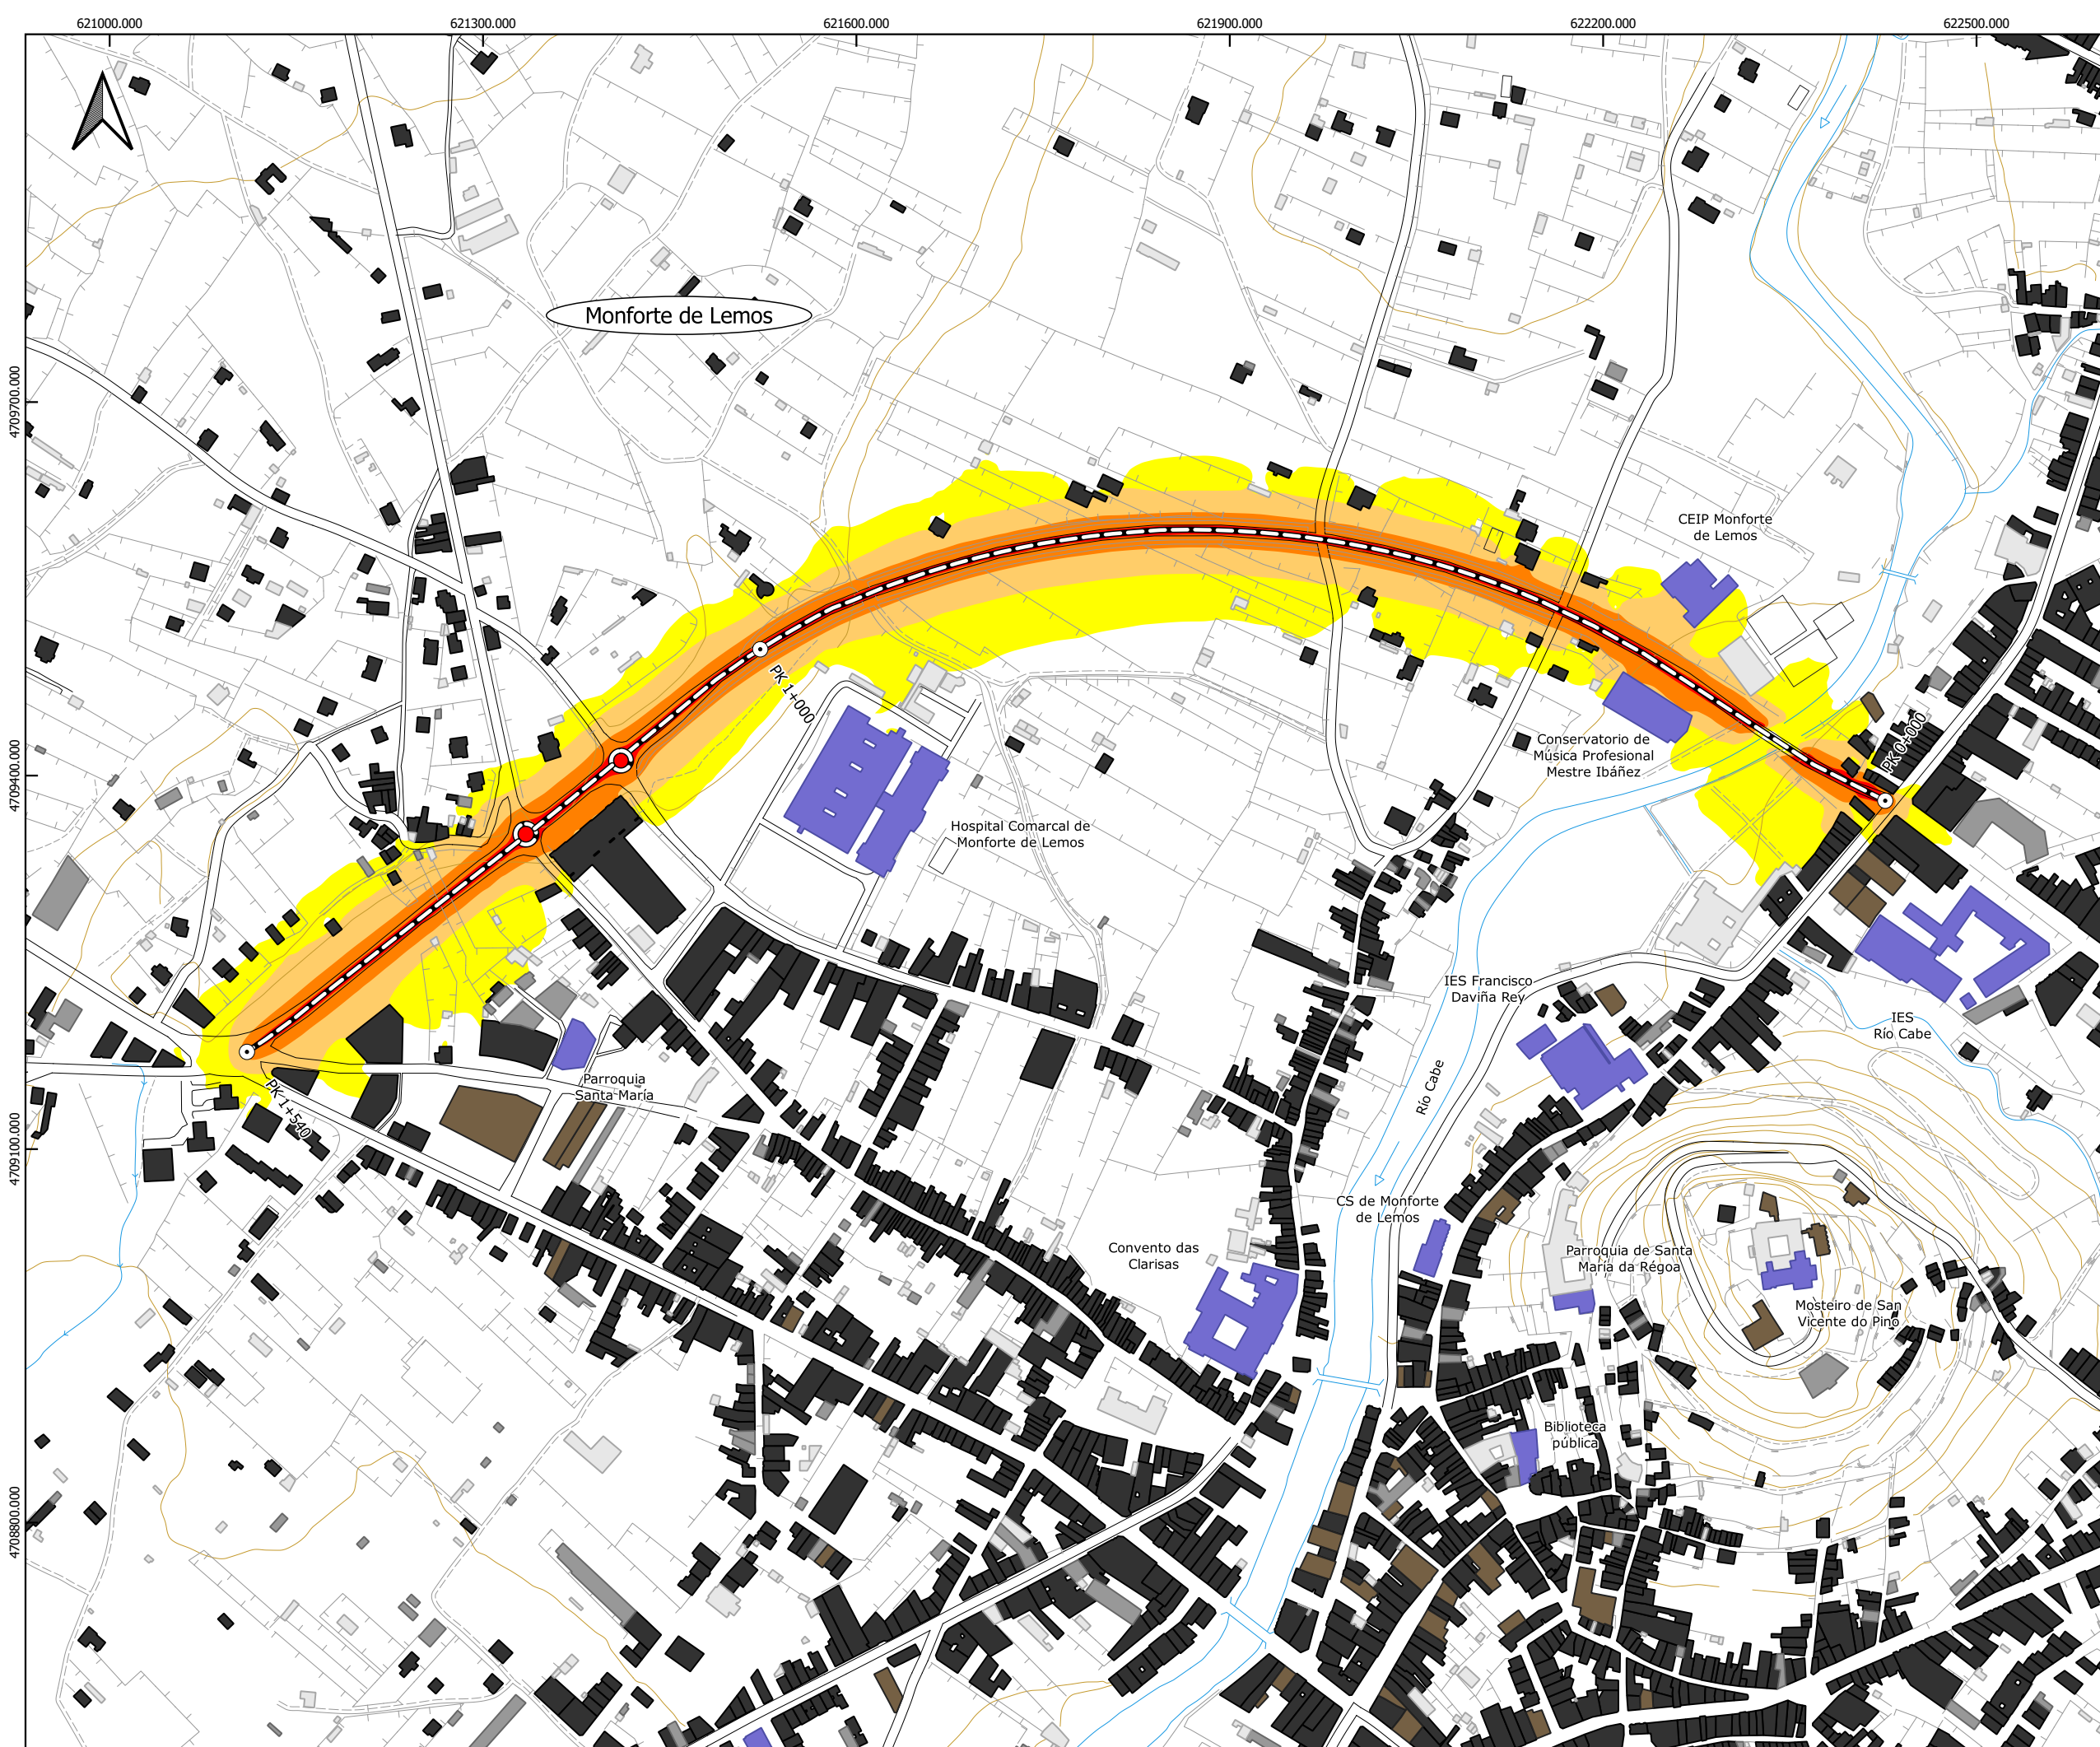 621000.000
621300.000
621600.000
621900.000
622200.000
622500.000
Monforte de Lemos
4709700.000
CEIP Monforte
de Lemos
PK 1+000
PK 0+000
Conservatorio de
Música Profesional
Mestre Ibáñez
4709400.000
Hospital Comarcal de
Monforte de Lemos
IES Francisco
Daviña Rey
IES
Río Cabe
Parroquia
Santa María
Río Cabe
PK 1+540
4709100.000
CS de Monforte
de Lemos
Convento das
Clarisas
Parroquia de Santa
María da Régoa
Mosteiro de San
Vicente do Pino
Biblioteca
pública
4708800.000